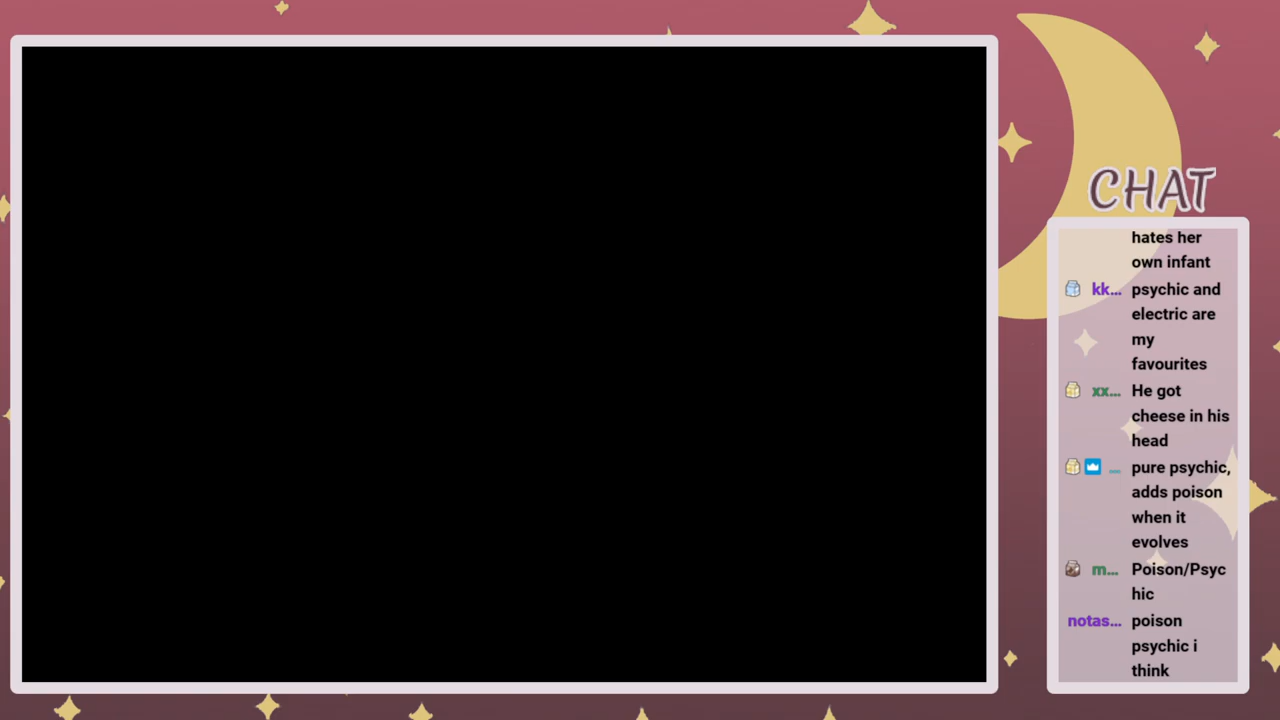 CHAT
hates her
own infant
kk... psychic and
electric are
my
favourites
xx... He got
cheese in his
head
... pure psychic,
adds poison
when it
evolves
m... Poison/Psyc
hic
notas... poison
psychic i
think